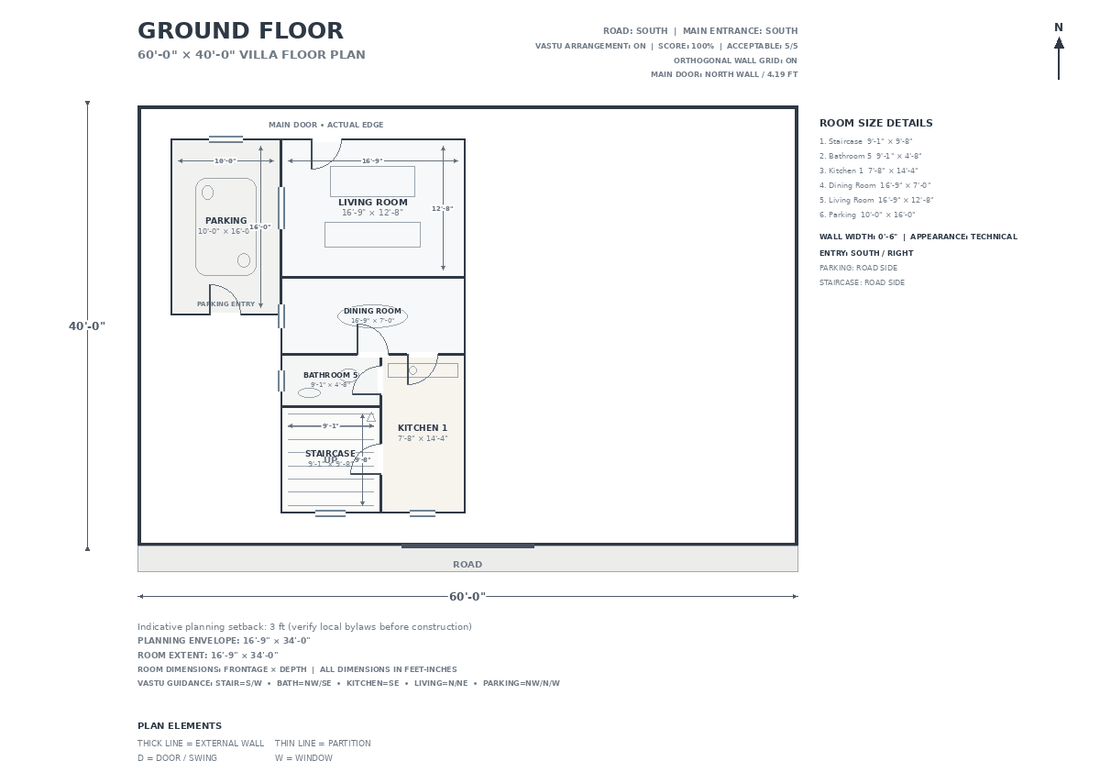 GROUND FLOOR
60'-0" × 40'-0" VILLA FLOOR PLAN
ROAD: SOUTH | MAIN ENTRANCE: SOUTH
VASTU ARRANGEMENT: ON | SCORE: 100% | ACCEPTABLE: 5/5
ORTHOGONAL WALL GRID: ON
MAIN DOOR: NORTH WALL / 4.19 FT
N
MAIN DOOR • ACTUAL EDGE
10'-0"
16'-9"
PARKING
10'-0" × 16'-0"
16'-0"
LIVING ROOM
16'-9" × 12'-8"
12'-8"
PARKING ENTRY
DINING ROOM
16'-9" × 7'-0"
40'-0"
BATHROOM 5
9'-1" × 4'-8"
9'-1"
KITCHEN 1
7'-8" × 14'-4"
STAIRCASE
UP
9'-1" × 9'-8"
9'-8"
ROAD
60'-0"
ROOM SIZE DETAILS
1. Staircase 9'-1" × 9'-8"
2. Bathroom 5 9'-1" × 4'-8"
3. Kitchen 1 7'-8" × 14'-4"
4. Dining Room 16'-9" × 7'-0"
5. Living Room 16'-9" × 12'-8"
6. Parking 10'-0" × 16'-0"
WALL WIDTH: 0'-6" | APPEARANCE: TECHNICAL
ENTRY: SOUTH / RIGHT
PARKING: ROAD SIDE
STAIRCASE: ROAD SIDE
Indicative planning setback: 3 ft (verify local bylaws before construction)
PLANNING ENVELOPE: 16'-9" × 34'-0"
ROOM EXTENT: 16'-9" × 34'-0"
ROOM DIMENSIONS: FRONTAGE × DEPTH | ALL DIMENSIONS IN FEET-INCHES
VASTU GUIDANCE: STAIR=S/W • BATH=NW/SE • KITCHEN=SE • LIVING=N/NE • PARKING=NW/N/W
PLAN ELEMENTS
THICK LINE = EXTERNAL WALL THIN LINE = PARTITION
D = DOOR / SWING W = WINDOW